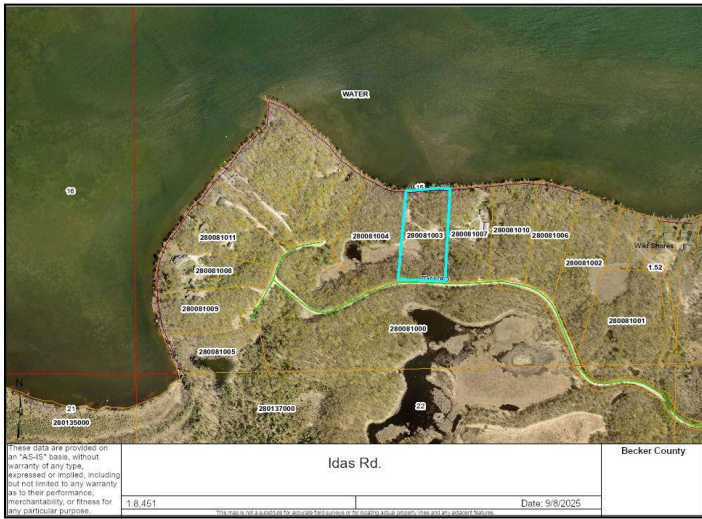 WATER
16
15
280081004
280081003
280081007
280081010
280081006
280081011
Wild Shores
280081008
280081002
1.52
280081009
280081001
280081000
280081005
N
21
280135000
280137000
22
These data are provided on
an "AS-IS" basis, without
warranty of any type,
expressed or implied, including
but not limited to any warranty
as to their performance,
merchantability, or fitness for
any particular purpose.
Idas Rd.
Becker County
1:8,451
Date: 9/8/2025
This map is not a substitute for accurate field surveys or for locating actual property lines and any adjacent features.